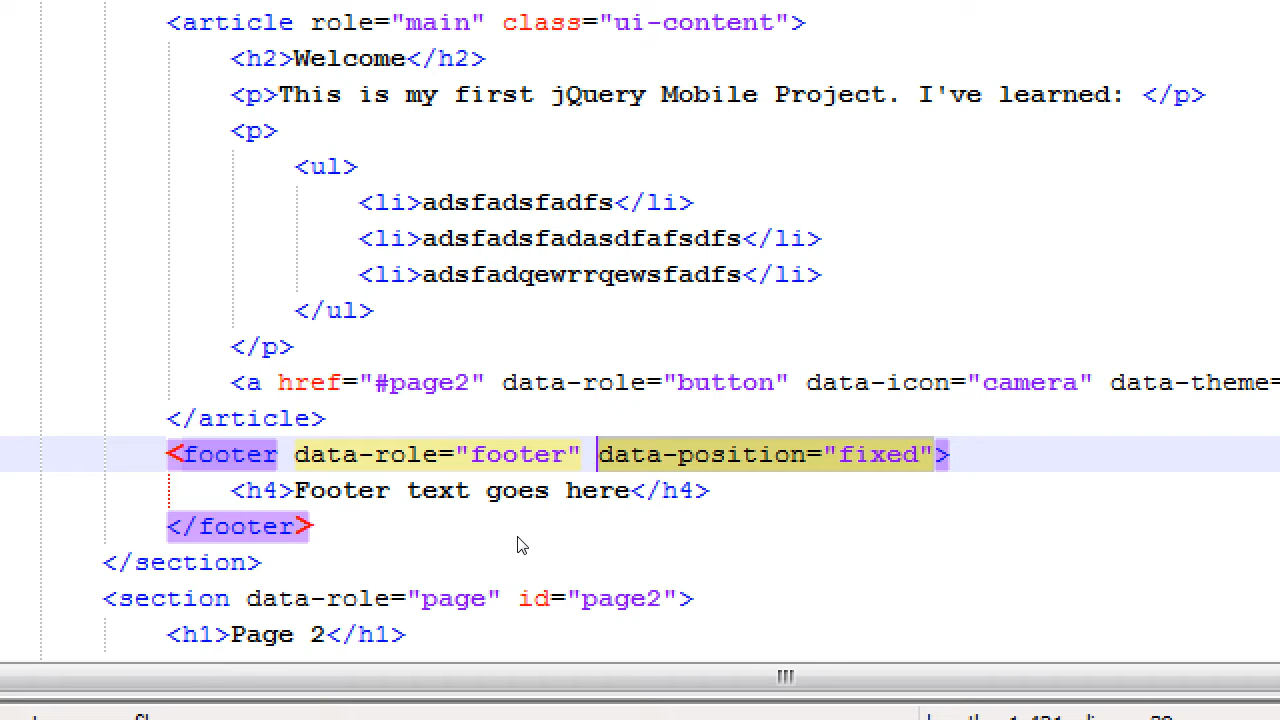 <article role="main" class="ui-content">
<h2>Welcome</h2>
<p>This is my first jQuery Mobile Project. I've learned: </p>
<p>
<ul>
<li>adsfadsfadfs</li>
<li>adsfadsfadasdfafsdfs</li>
<li>adsfadqewrrqewsfadfs</li>
</ul>
</p>
<a href="#page2" data-role="button" data-icon="camera" data-theme=
</article>
<footer data-role="footer" data-position="fixed">
<h4>Footer text goes here</h4>
</footer>
</section>
<section data-role="page" id="page2">
<h1>Page 2</h1>